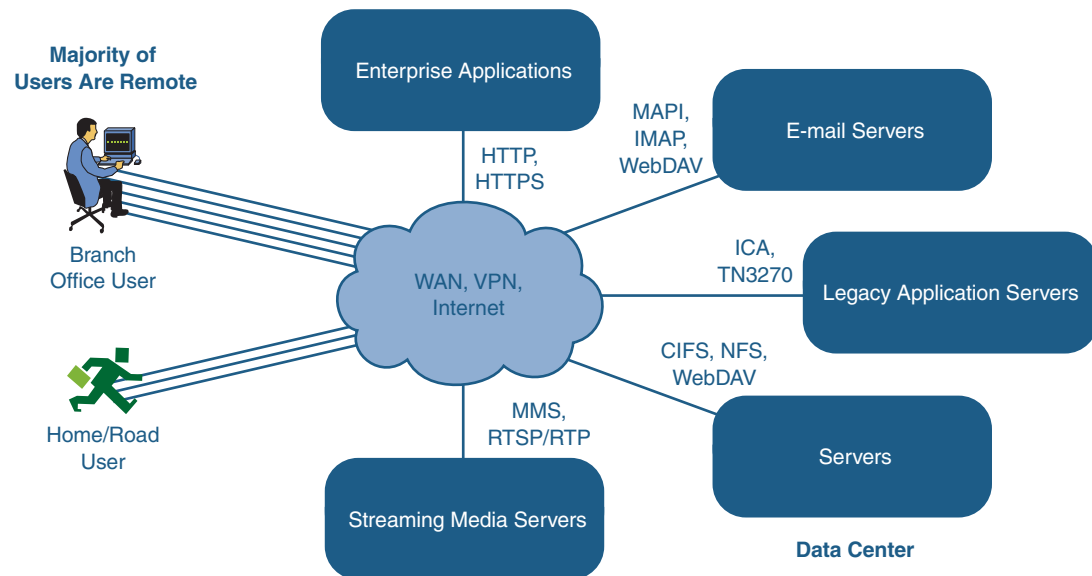 Majority of
Users Are Remote
Enterprise Applications
E-mail Servers
MAPI,
IMAP,
WebDAV
HTTP,
HTTPS
Branch
Office User
WAN, VPN,
Internet
ICA,
TN3270
Legacy Application Servers
CIFS, NFS,
WebDAV
Home/Road
User
MMS,
RTSP/RTP
Servers
Streaming Media Servers
Data Center